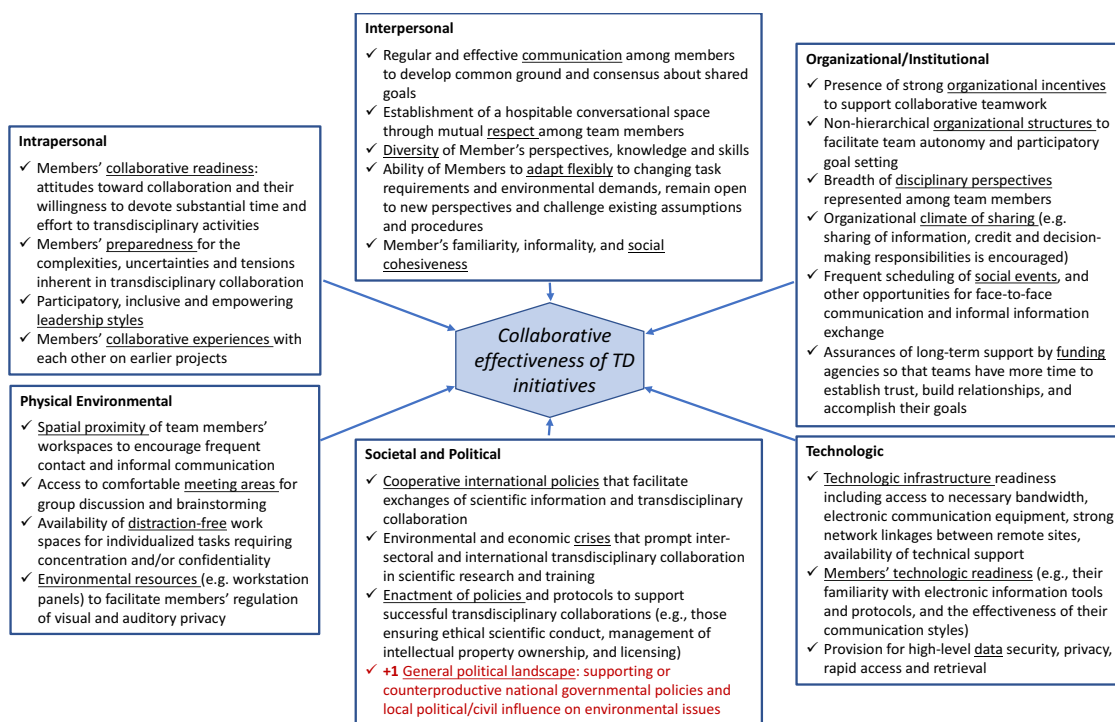 Interpersonal
✓ Regular and effective communication among members
to develop common ground and consensus about shared
goals
✓ Establishment of a hospitable conversational space
through mutual respect among team members
✓ Diversity of Member's perspectives, knowledge and skills
✓ Ability of Members to adapt flexibly to changing task
requirements and environmental demands, remain open
to new perspectives and challenge existing assumptions
and procedures
✓ Member's familiarity, informality, and social
cohesiveness
Organizational/Institutional
✓ Presence of strong organizational incentives
to support collaborative teamwork
✓ Non-hierarchical organizational structures to
facilitate team autonomy and participatory
goal setting
✓ Breadth of disciplinary perspectives
represented among team members
✓ Organizational climate of sharing (e.g.
sharing of information, credit and decision-
making responsibilities is encouraged)
✓ Frequent scheduling of social events, and
other opportunities for face-to-face
communication and informal information
exchange
✓ Assurances of long-term support by funding
agencies so that teams have more time to
establish trust, build relationships, and
accomplish their goals
Intrapersonal
✓ Members' collaborative readiness:
attitudes toward collaboration and their
willingness to devote substantial time and
effort to transdisciplinary activities
✓ Members' preparedness for the
complexities, uncertainties and tensions
inherent in transdisciplinary collaboration
✓ Participatory, inclusive and empowering
leadership styles
✓ Members' collaborative experiences with
each other on earlier projects
Collaborative
effectiveness of TD
initiatives
Physical Environmental
✓ Spatial proximity of team members'
workspaces to encourage frequent
contact and informal communication
✓ Access to comfortable meeting areas for
group discussion and brainstorming
✓ Availability of distraction-free work
spaces for individualized tasks requiring
concentration and/or confidentiality
✓ Environmental resources (e.g. workstation
panels) to facilitate members' regulation
of visual and auditory privacy
Societal and Political
✓ Cooperative international policies that facilitate
exchanges of scientific information and transdisciplinary
collaboration
✓ Environmental and economic crises that prompt inter-
sectoral and international transdisciplinary collaboration
in scientific research and training
✓ Enactment of policies and protocols to support
successful transdisciplinary collaborations (e.g., those
ensuring ethical scientific conduct, management of
intellectual property ownership, and licensing)
✓ +1 General political landscape: supporting or
counterproductive national governmental policies and
local political/civil influence on environmental issues
Technologic
✓ Technologic infrastructure readiness
including access to necessary bandwidth,
electronic communication equipment, strong
network linkages between remote sites,
availability of technical support
✓ Members' technologic readiness (e.g., their
familiarity with electronic information tools
and protocols, and the effectiveness of their
communication styles)
✓ Provision for high-level data security, privacy,
rapid access and retrieval